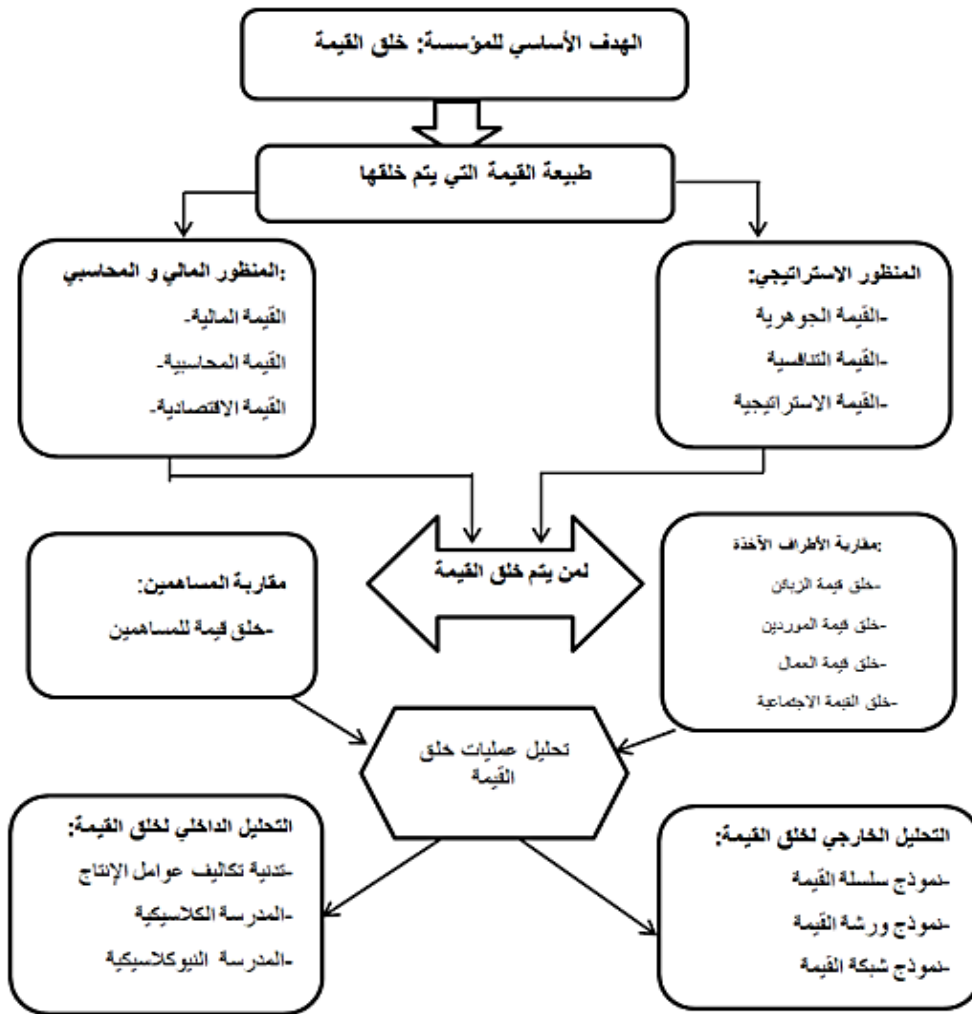 الهدف الأساسي للمؤسسة: خلق القيمة
طبيعة القيمة التي يتم خلقها
المنظور الاستراتيجي:
-القيمة الجوهرية
-القيمة التنافسية
-القيمة الاستراتيجية
:المنظور المالي و المحاسبي
القيمة المالية-
القيمة المحاسبية-
القيمة الاقتصادية-
لمن يتم خلق القيمة
:مقاربة الأطراف الآخذة
-خلق قيمة الزبائن
-خلق قيمة الموردين
-خلق قيمة العمال
-خلق القيمة الاجتماعية
مقاربة المساهمين:
-خلق قيمة للمساهمين
تحليل عمليات خلق
القيمة
التحليل الخارجي لخلق القيمة:
-نموذج سلسلة القيمة
-نموذج ورشة القيمة
-نموذج شبكة القيمة
التحليل الداخلي لخلق القيمة:
-تدنية تكاليف عوامل الإنتاج
-المدرسة الكلاسيكية
-المدرسة النيوكلاسيكية